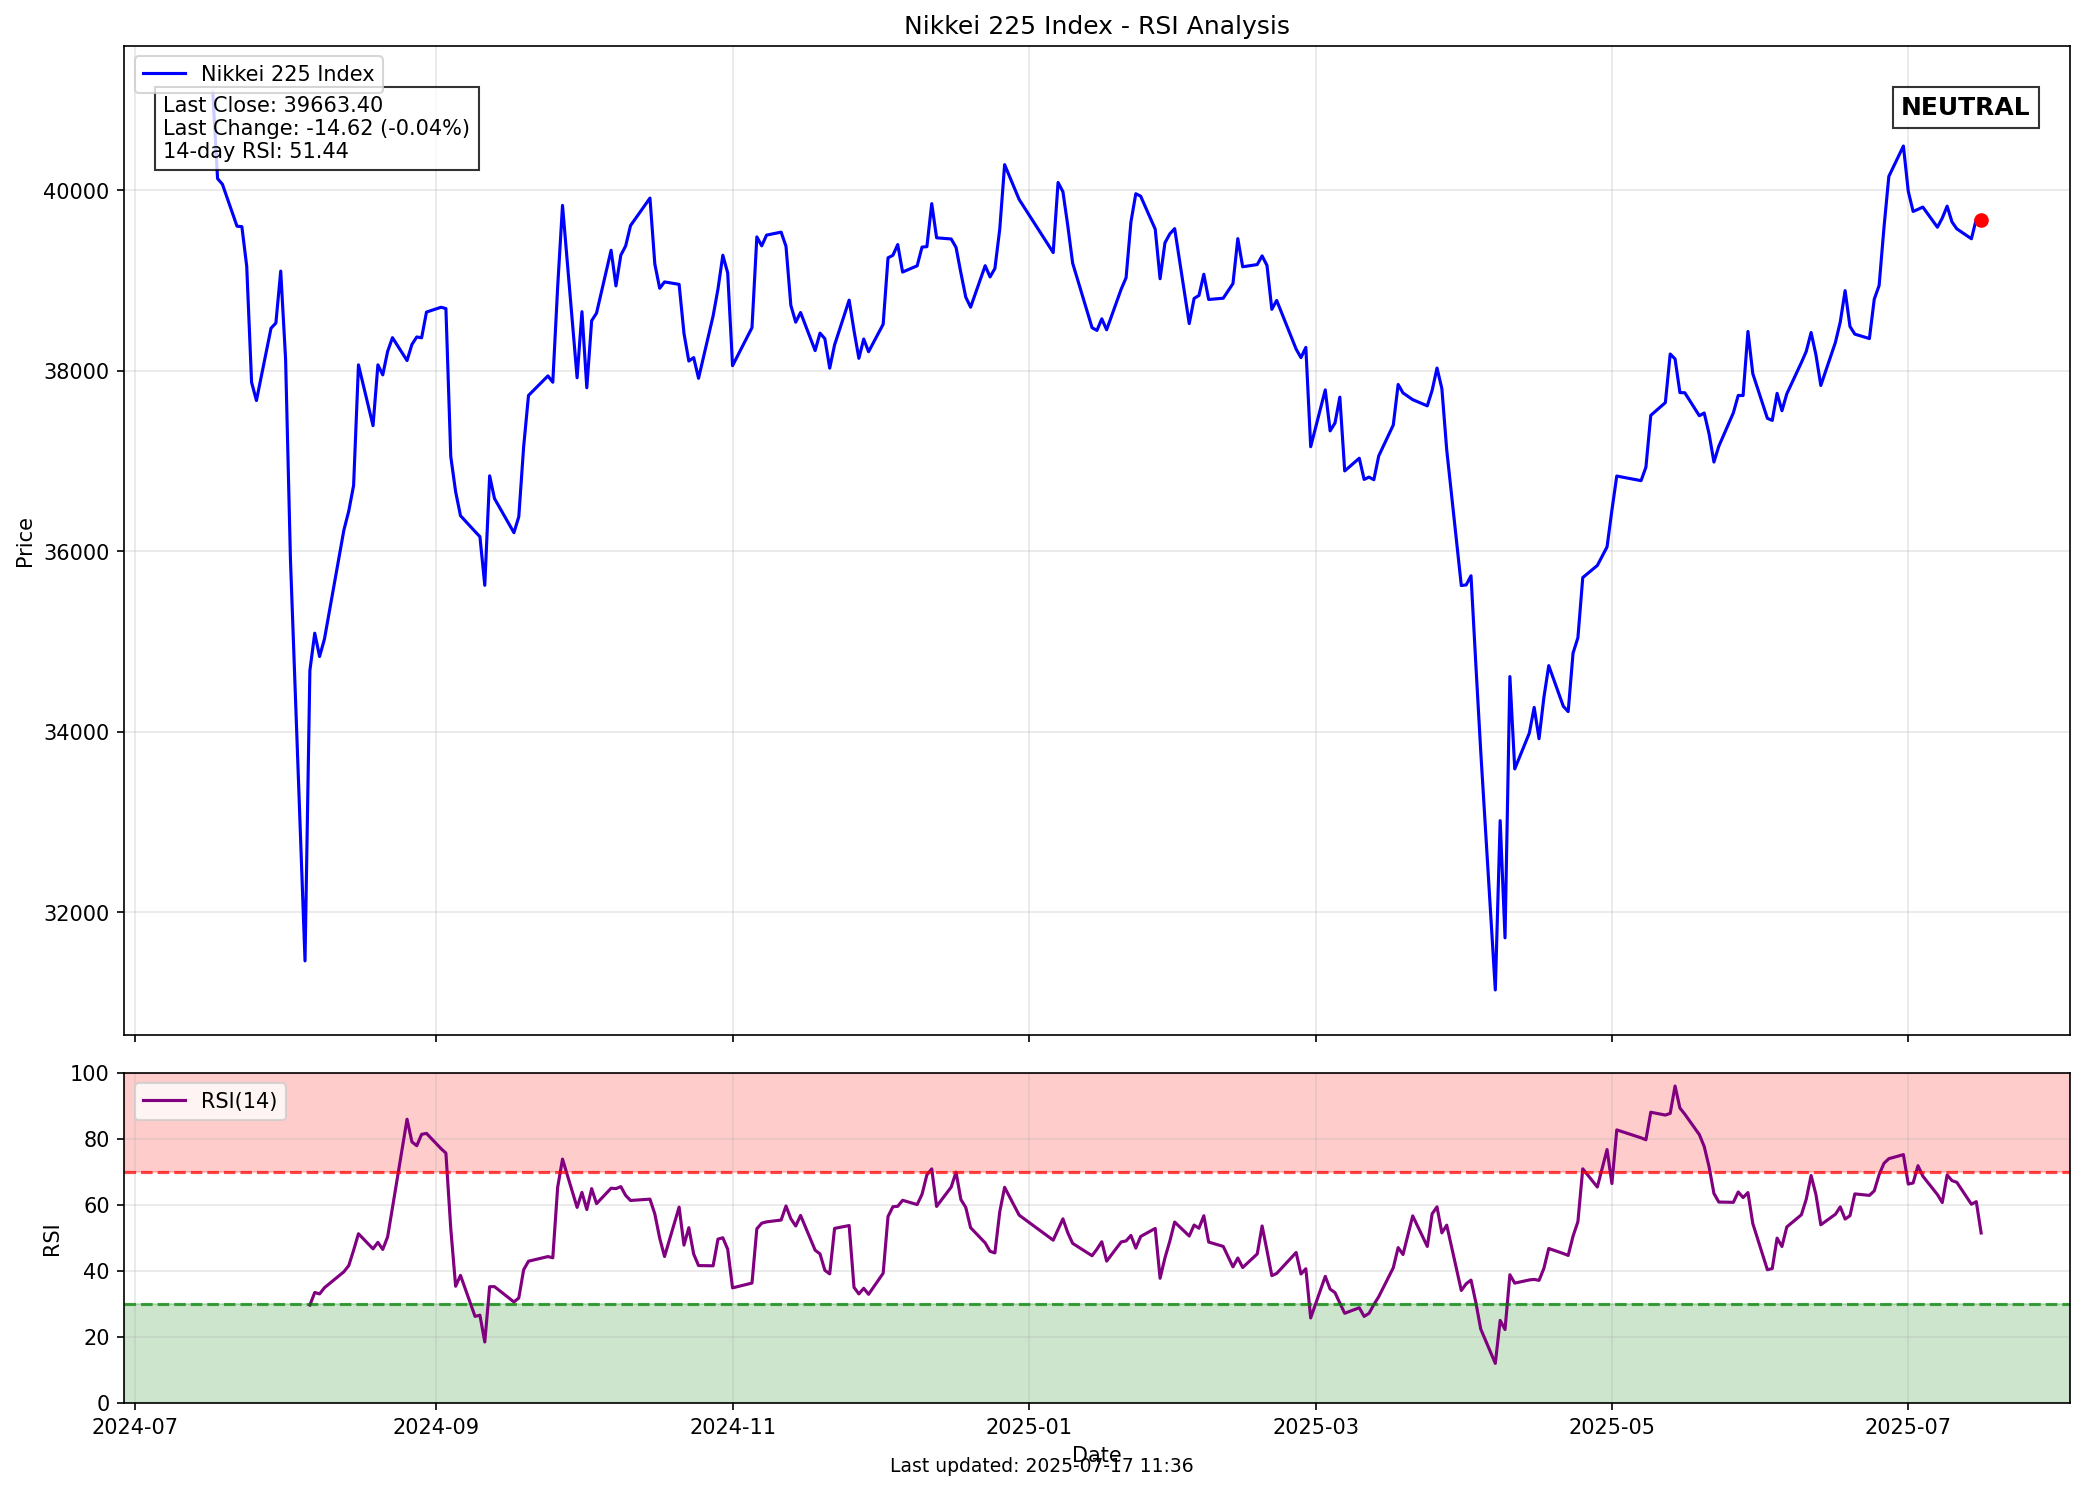 Nikkei 225 Index - RSI Analysis
Nikkei 225 Index
Last Close: 39663.40
Last Change: -14.62 (-0.04%)
14-day RSI: 51.44
NEUTRAL
Price
40000
38000
36000
34000
32000
RSI(14)
RSI
100
80
60
40
20
0
2024-07
2024-09
2024-11
2025-01
2025-03
2025-05
2025-07
Date
Last updated: 2025-07-17 11:36